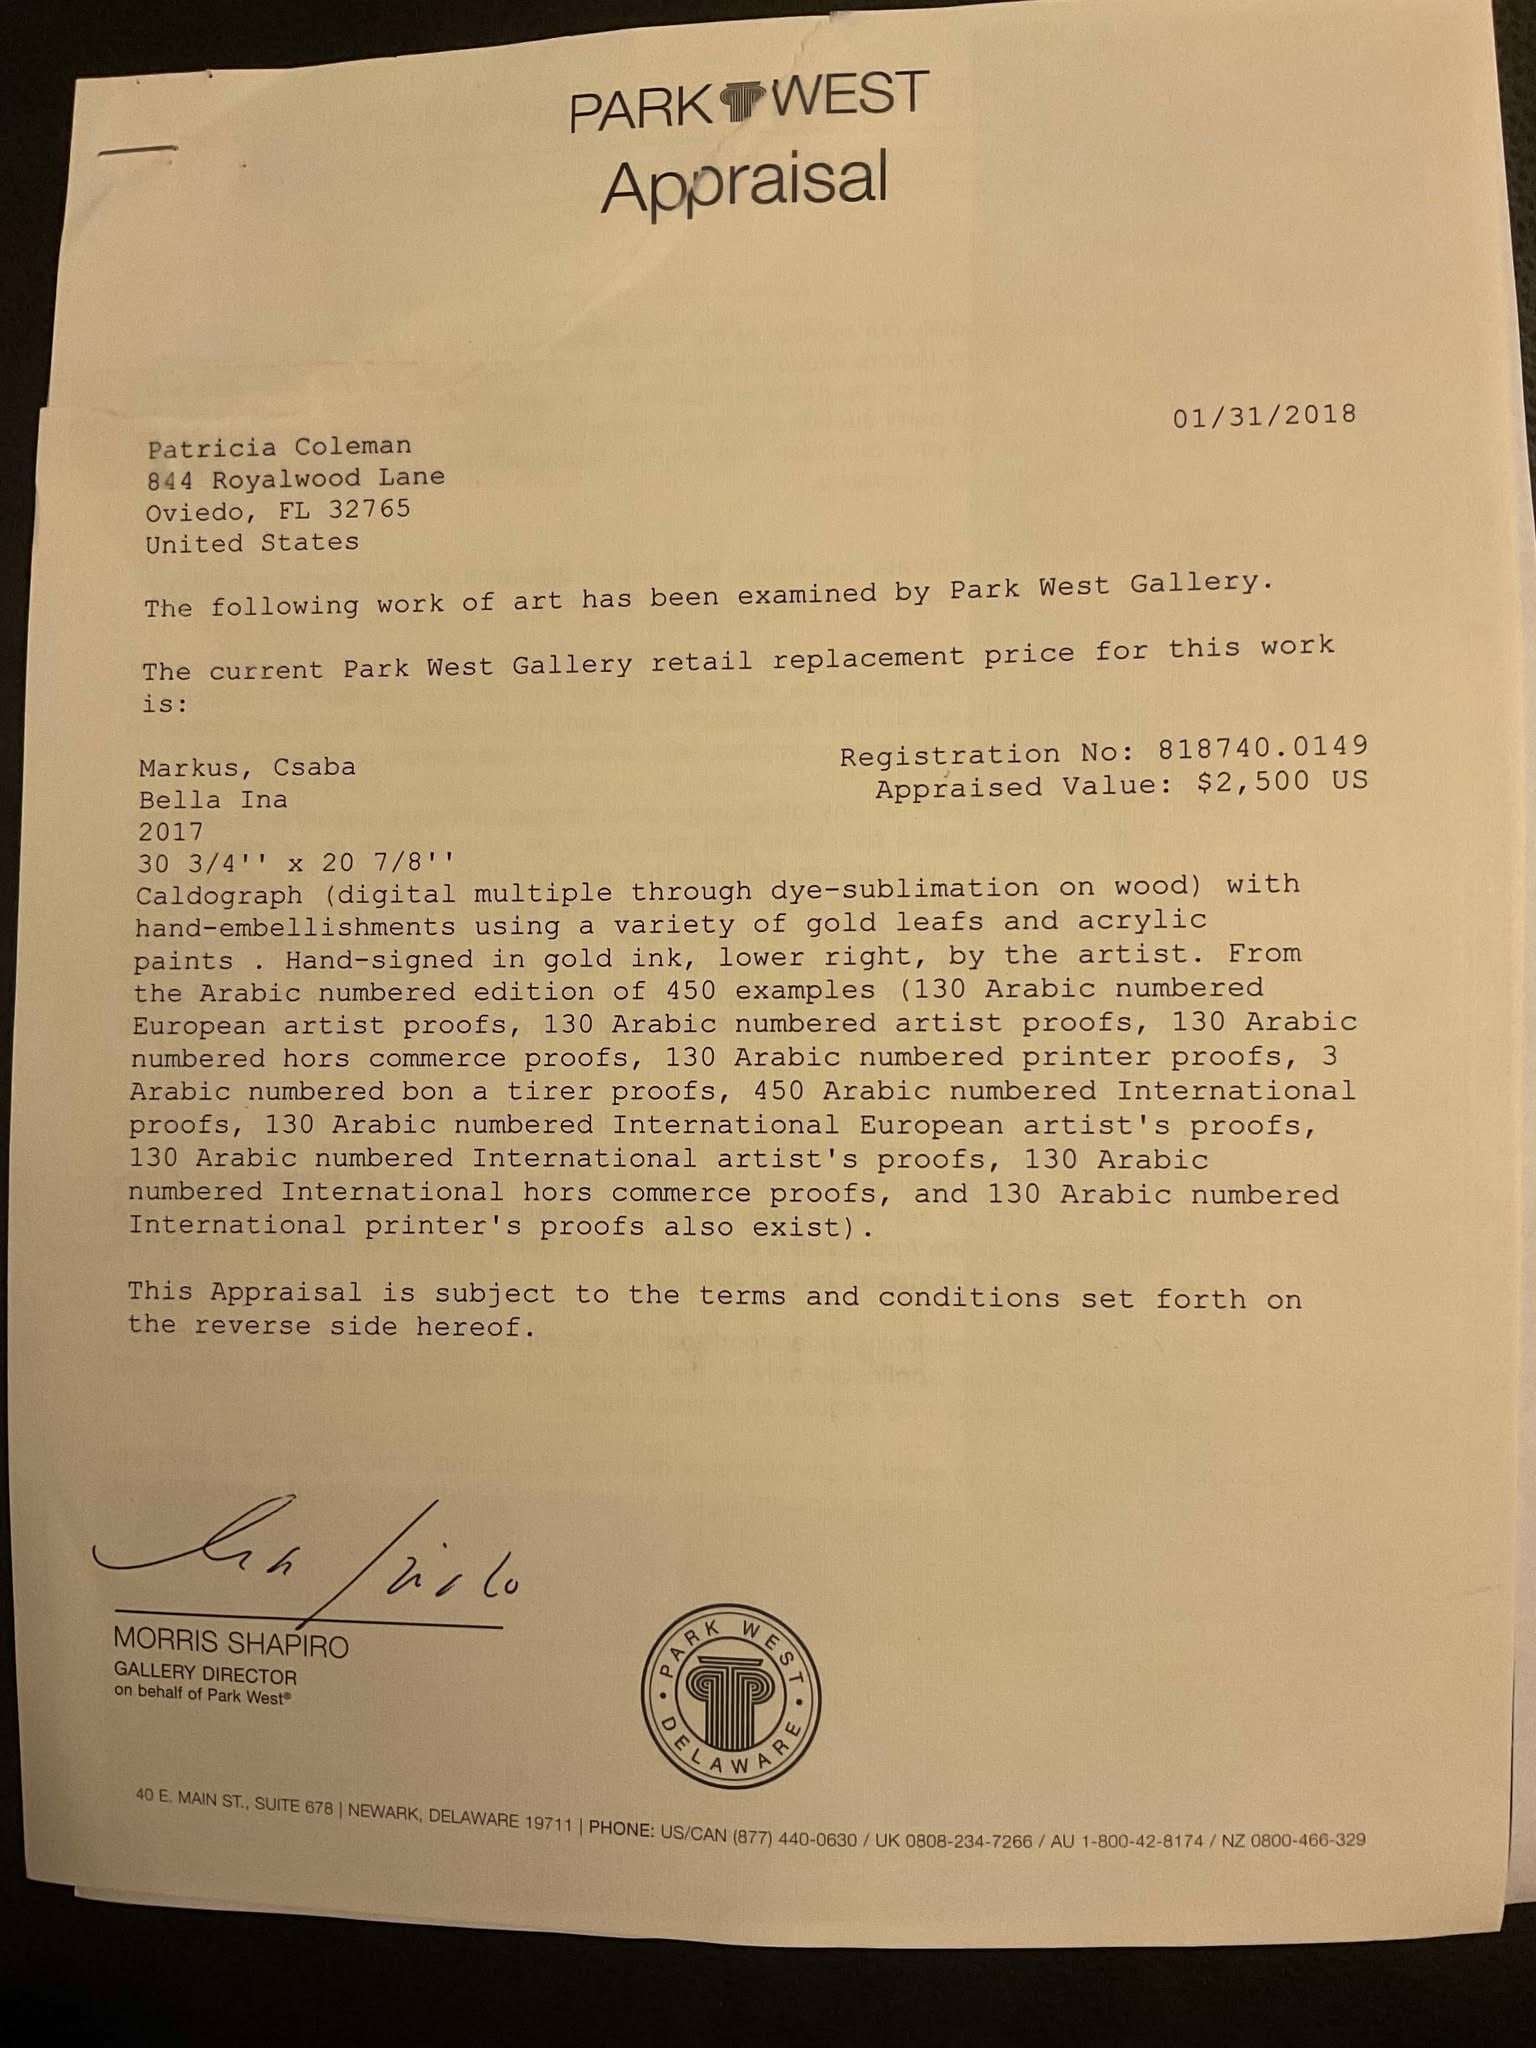 PARK WEST
Appraisal
01/31/2018
Patricia Coleman
844 Royalwood Lane
Oviedo, FL 32765
United States
The following work of art has been examined by Park West Gallery.
The current Park West Gallery retail replacement price for this work
is:
Registration No: 818740.0149
Appraised Value: $2,500 US
Markus, Csaba
Bella Ina
2017
30 3/4'' x 20 7/8''
Caldograph (digital multiple through dye-sublimation on wood) with
hand-embellishments using a variety of gold leafs and acrylic
paints . Hand-signed in gold ink, lower right, by the artist. From
the Arabic numbered edition of 450 examples (130 Arabic numbered
European artist proofs, 130 Arabic numbered artist proofs, 130 Arabic
numbered hors commerce proofs, 130 Arabic numbered printer proofs, 3
Arabic numbered bon a tirer proofs, 450 Arabic numbered International
proofs, 130 Arabic numbered International European artist's proofs,
130 Arabic numbered International artist's proofs, 130 Arabic
numbered International hors commerce proofs, and 130 Arabic numbered
International printer's proofs also exist).
This Appraisal is subject to the terms and conditions set forth on
the reverse side hereof.
MORRIS SHAPIRO
GALLERY DIRECTOR
on behalf of Park West®
PARK WEST
• DELAWARE •
40 E. MAIN ST., SUITE 678 | NEWARK, DELAWARE 19711 | PHONE: US/CAN (877) 440-0630 / UK 0808-234-7266 / AU 1-800-42-8174 / NZ 0800-466-329